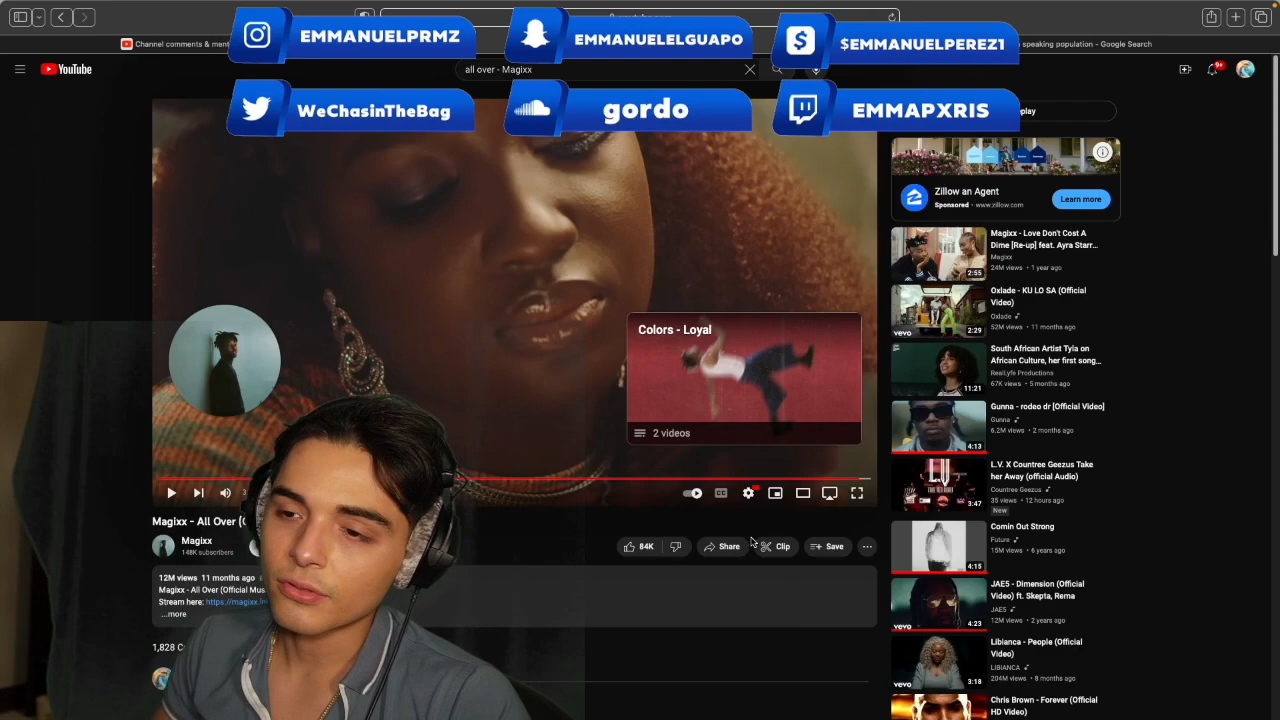 Channel comments & ment
speaking population - Google Search
EMMANUELPRMZ
EMMANUELELGUAPO
$EMMANUELPEREZ1
WeChasinTheBag
gordo
EMMAPXRIS
YouTube
all over - Magixx
9+
play
Zillow an Agent
Sponsored • www.zillow.com
Learn more
Colors - Loyal
2 videos
CC
Magixx - All Over (
Magixx
148K subscribers
84K
Share
Clip
Save
12M views 11 months ago
Magixx - All Over (Official Mus
Stream here: https://magixx.
...more
1,828 C
Magixx - Love Don't Cost A
Dime [Re-up] feat. Ayra Starr...
Magixx
24M views • 1 year ago
2:55
Oxlade - KU LO SA (Official
Video)
Oxlade
52M views • 11 months ago
vevo
2:29
South African Artist Tyla on
African Culture, her first song...
ReaLyfe Productions
67K views • 5 months ago
11:21
Gunna - rodeo dr [Official Video]
Gunna
6.2M views • 2 months ago
4:13
L.V. X Countree Geezus Take
her Away (official Audio)
Countree Geezus
35 views • 12 hours ago
New
3:47
Comin Out Strong
Future
15M views • 6 years ago
4:15
JAE5 - Dimension (Official
Video) ft. Skepta, Rema
JAE5
12M views • 2 years ago
vevo
4:23
Libianca - People (Official
Video)
LIBIANCA
204M views • 8 months ago
vevo
3:18
Chris Brown - Forever (Official
HD Video)